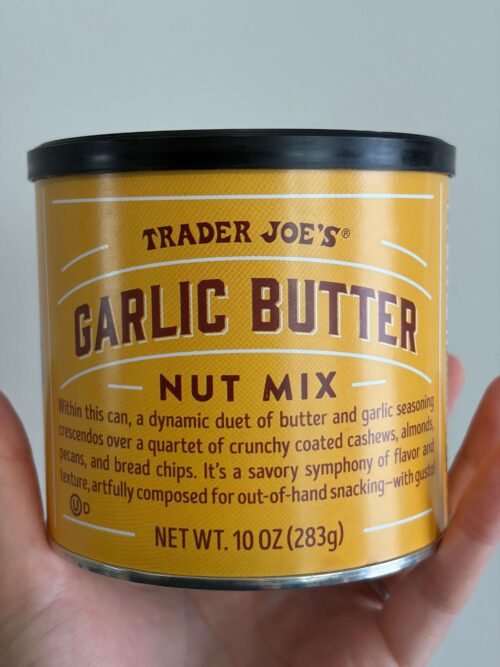 TRADER JOE'S®
GARLIC BUTTER
NUT MIX
Within this can, a dynamic duet of butter and garlic seasoning
crescendos over a quartet of crunchy coated cashews, almonds,
pecans, and bread chips. It's a savory symphony of flavor and
texture, artfully composed for out-of-hand snacking—with gusto!
Ⓤ D
NET WT. 10 OZ (283g)